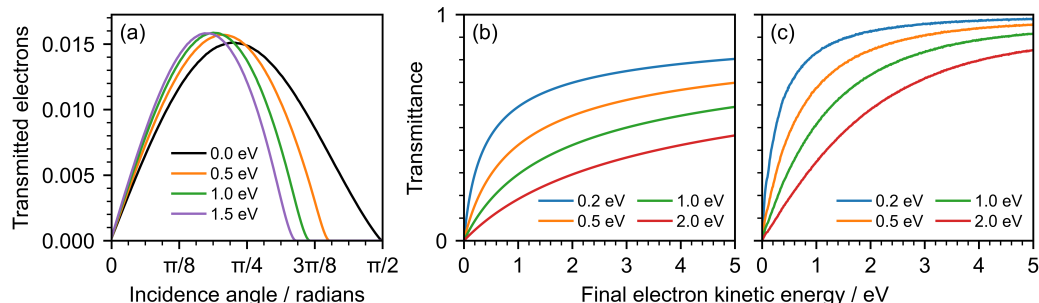 (a)
Transmitted electrons
0.015
0.010
0.005
0.000
0.0 eV
0.5 eV
1.0 eV
1.5 eV
0 π/8 π/4 3π/8 π/2
Incidence angle / radians
(b)
Transmittance
1
0
0.2 eV 1.0 eV
0.5 eV 2.0 eV
0 1 2 3 4 5
(c)
1
0
0.2 eV 1.0 eV
0.5 eV 2.0 eV
0 1 2 3 4 5
Final electron kinetic energy / eV